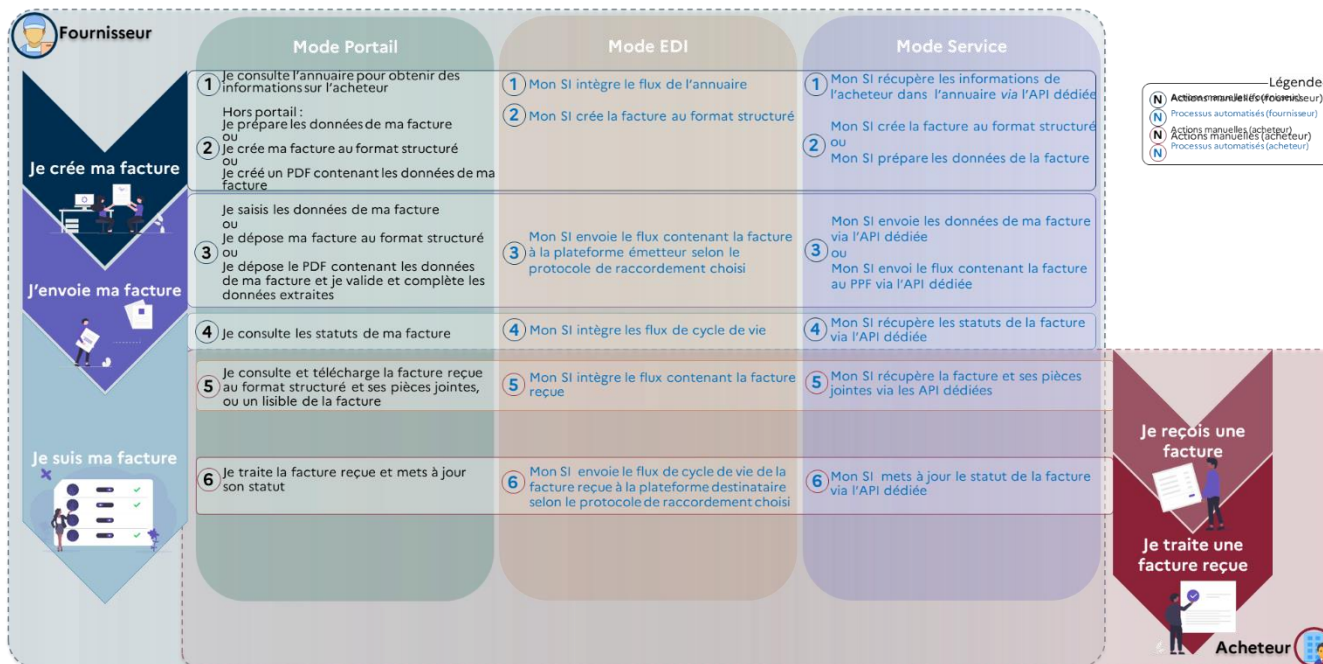 Fournisseur
Mode Portail
Mode EDI
Mode Service
Je crée ma facture
1
Je consulte l'annuaire pour obtenir des
informations sur l'acheteur
2
Hors portail :
Je prépare les données de ma facture
ou
Je crée ma facture au format structuré
ou
Je créé un PDF contenant les données de ma
facture
1
Mon SI intègre le flux de l'annuaire
2
Mon SI crée la facture au format structuré
1
Mon SI récupère les informations de
l'acheteur dans l'annuaire via l'API dédiée
2
Mon SI crée la facture au format structuré
ou
Mon SI prépare les données de la facture
J'envoie ma facture
3
Je saisis les données de ma facture
ou
Je dépose ma facture au format structuré
ou
Je dépose le PDF contenant les données
de ma facture et je valide et complète les
données extraites
3
Mon SI envoie le flux contenant la facture
à la plateforme émetteur selon le
protocole de raccordement choisi
3
Mon SI envoie les données de ma facture
via l'API dédiée
ou
Mon SI envoi le flux contenant la facture
au PPF via l'API dédiée
Je suis ma facture
4
Je consulte les statuts de ma facture
4
Mon SI intègre les flux de cycle de vie
4
Mon SI récupère les statuts de la facture
via l'API dédiée
5
Je consulte et télécharge la facture reçue
au format structuré et ses pièces jointes,
ou un lisible de la facture
5
Mon SI intègre le flux contenant la facture
reçue
5
Mon SI récupère la facture et ses pièces
jointes via les API dédiées
Je reçois une
facture
6
Je traite la facture reçue et mets à jour
son statut
6
Mon SI envoie le flux de cycle de vie de la
facture reçue à la plateforme destinataire
selon le protocole de raccordement choisi
6
Mon SI mets à jour le statut de la facture
via l'API dédiée
Je traite une
facture reçue
Acheteur
Légende
N
Actions manuelles (fournisseur)
N
Processus automatisés (fournisseur)
N
Actions manuelles (acheteur)
Actions manuelles (acheteur)
N
Processus automatisés (acheteur)